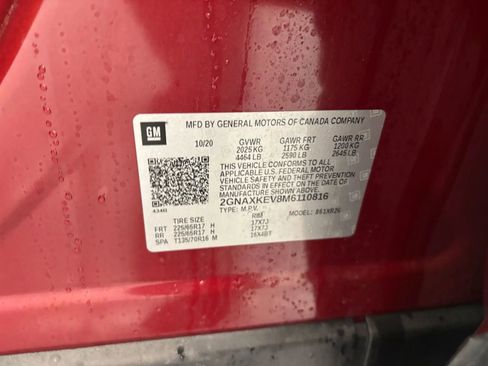 GM
MFD BY GENERAL MOTORS OF CANADA COMPANY
10/20 GVWR GAWR FRT GAWR RR
2025 KG 1175 KG 1200 KG
4464 LB 2590 LB 2645 LB
THIS VEHICLE CONFORMS TO ALL
APPLICABLE U.S. FEDERAL MOTOR
VEHICLE SAFETY AND THEFT
PREVENTION STANDARDS IN EFFECT
ON THE DATE OF MANUFACTURE
SHOWN ABOVE.
2GNAXKEV8M6110816
TYPE: M.P.V. MODEL:
TIRE SIZE RIM
FRT 225/65R17 H 17X7J
RR 225/65R17 H 17X7J
SPA T135/70R16 M 16X4BT